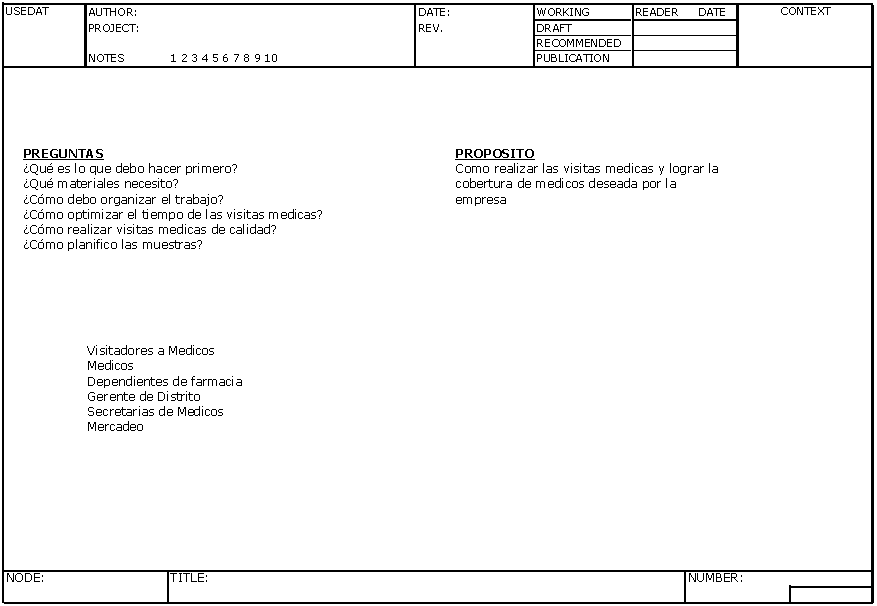 USEDAT
AUTHOR:
PROJECT:
NOTES 1 2 3 4 5 6 7 8 9 10
DATE:
REV.
WORKING
DRAFT
RECOMMENDED
PUBLICATION
READER DATE
CONTEXT
PREGUNTAS
¿Qué es lo que debo hacer primero?
¿Qué materiales necesito?
¿Cómo debo organizar el trabajo?
¿Cómo optimizar el tiempo de las visitas medicas?
¿Cómo realizar visitas medicas de calidad?
¿Cómo planifico las muestras?
PROPOSITO
Como realizar las visitas medicas y lograr la
cobertura de medicos deseada por la
empresa
Visitadores a Medicos
Medicos
Dependientes de farmacia
Gerente de Distrito
Secretarias de Medicos
Mercadeo
NODE:
TITLE:
NUMBER: